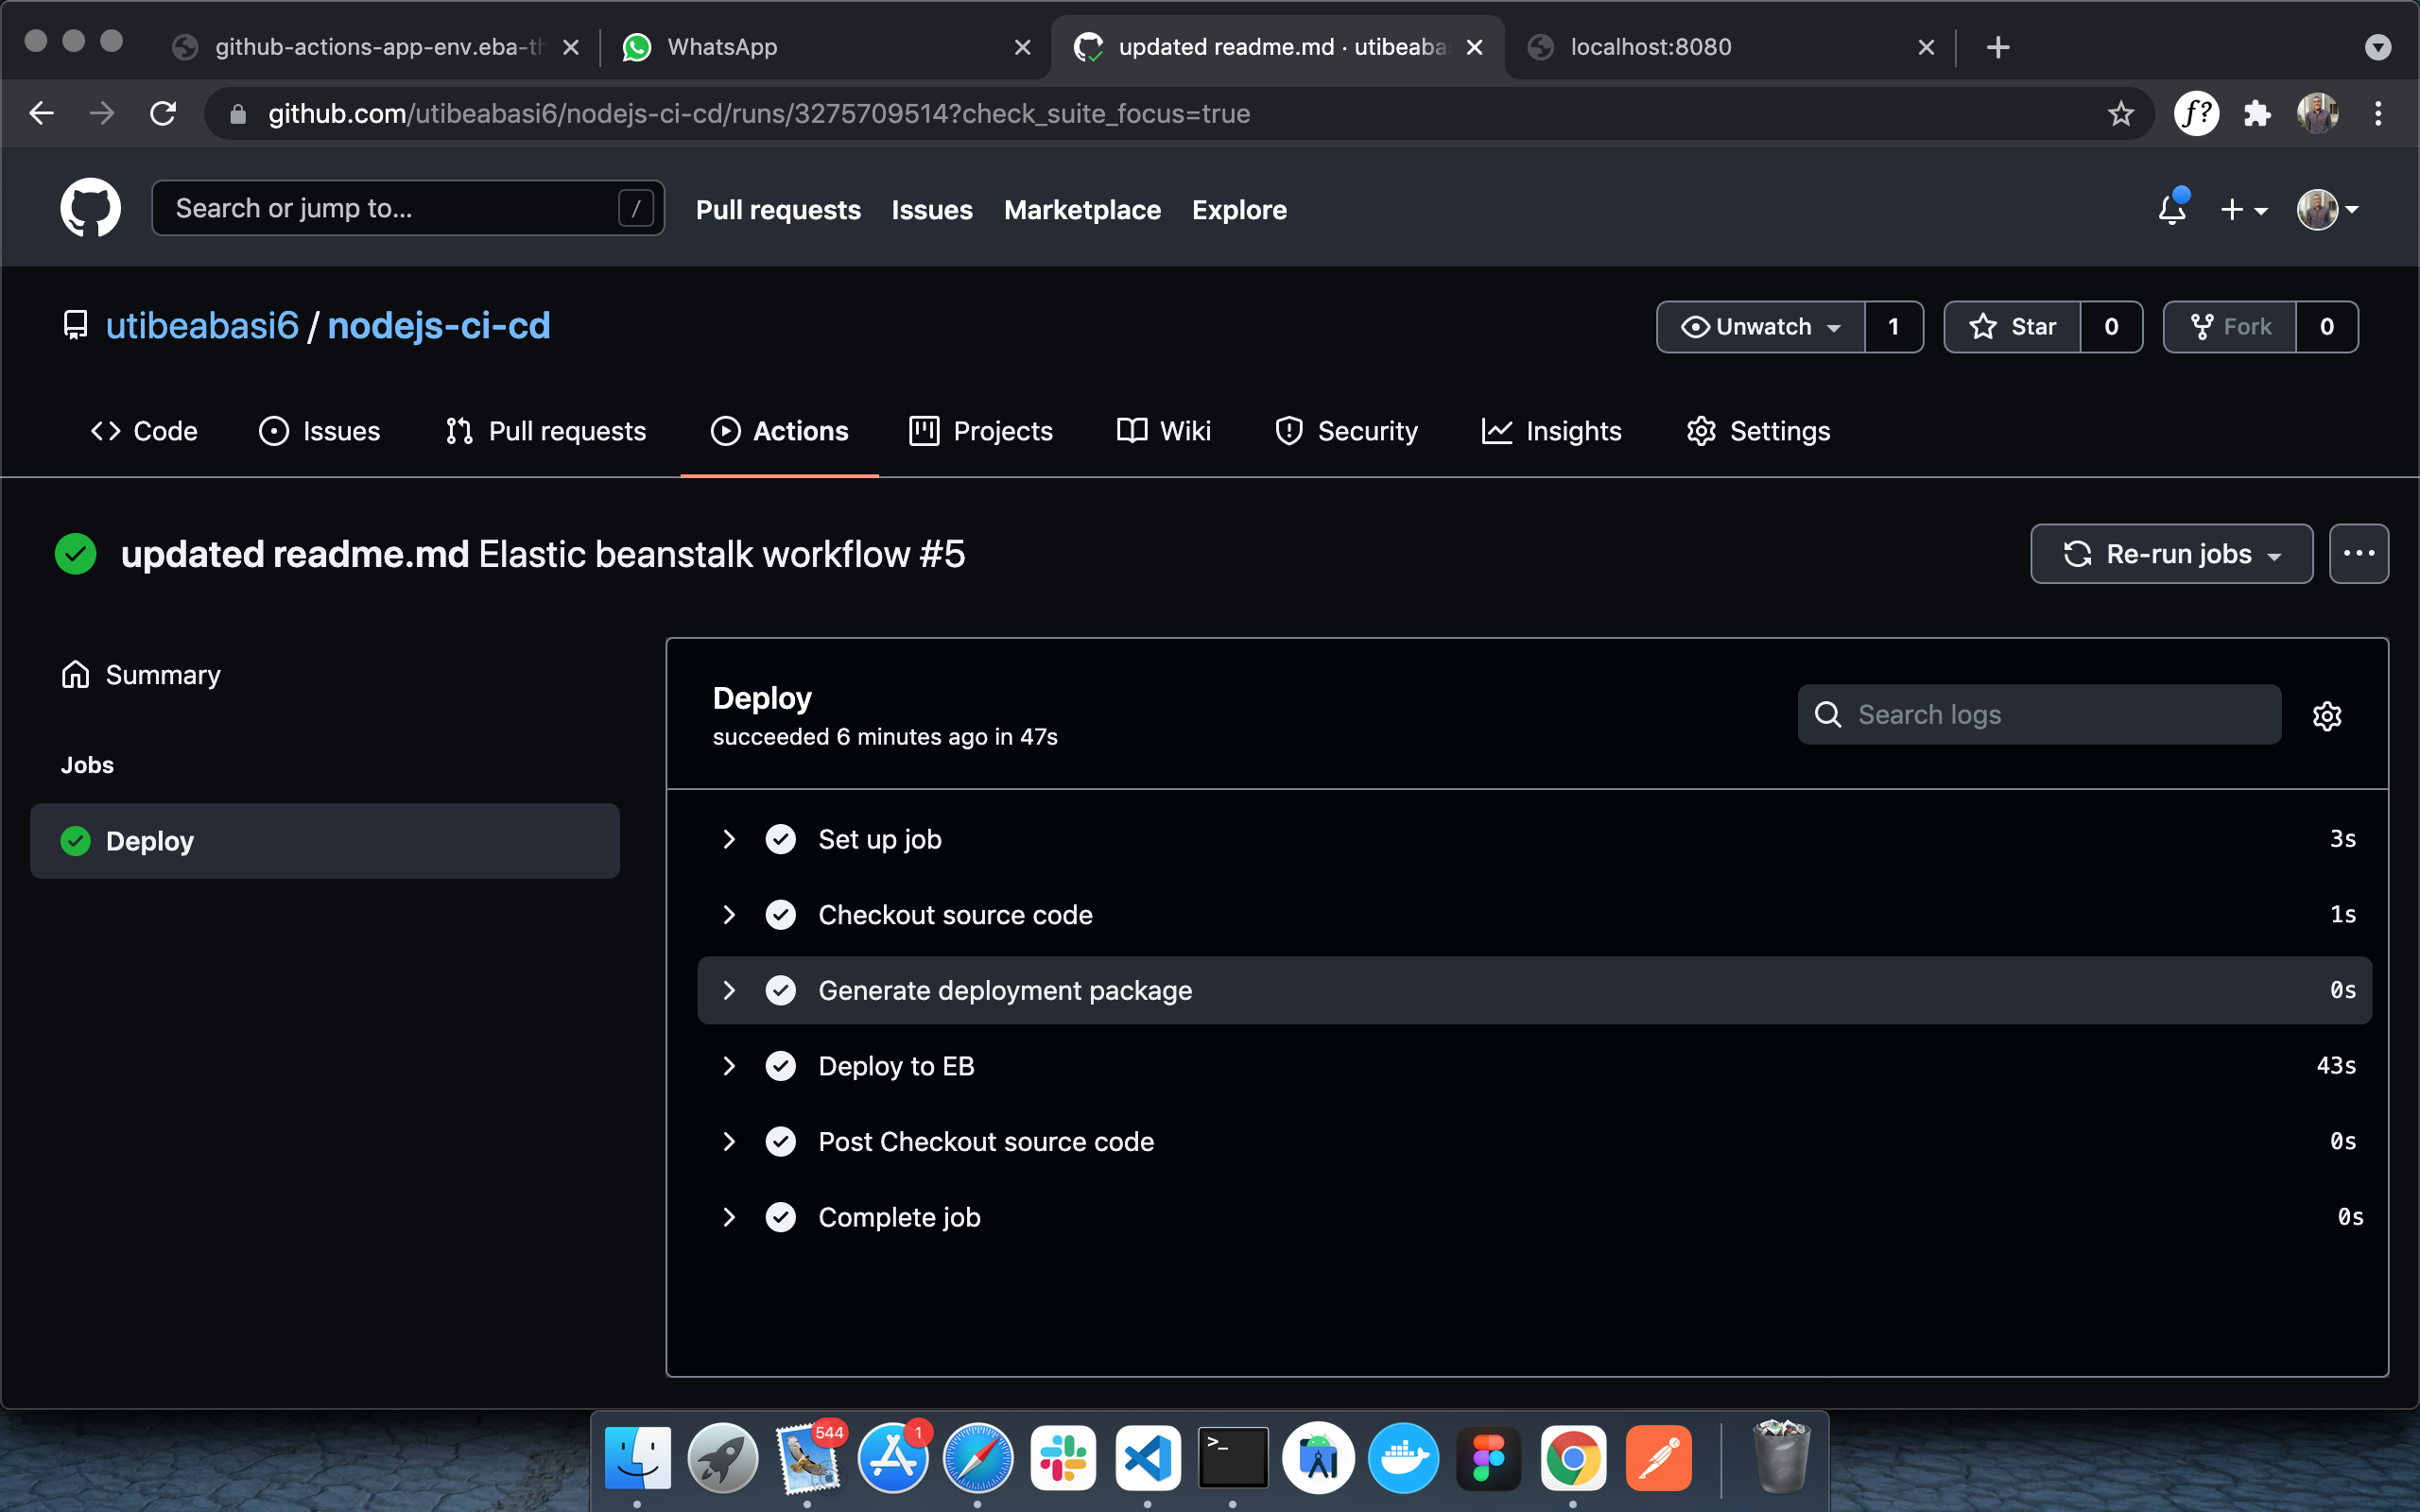 github-actions-app-env.eba-th
WhatsApp
updated readme.md · utibeabas
localhost:8080
github.com/utibeabasi6/nodejs-ci-cd/runs/3275709514?check_suite_focus=true
f?
Search or jump to...
/
Pull requests
Issues
Marketplace
Explore
utibeabasi6 / nodejs-ci-cd
Unwatch
1
Star
0
Fork
0
Code
Issues
Pull requests
Actions
Projects
Wiki
Security
Insights
Settings
updated readme.md Elastic beanstalk workflow #5
Re-run jobs
Summary
Jobs
Deploy
Deploy
succeeded 6 minutes ago in 47s
Search logs
Set up job 3s
Checkout source code 1s
Generate deployment package 0s
Deploy to EB 43s
Post Checkout source code 0s
Complete job 0s
544
1
>_